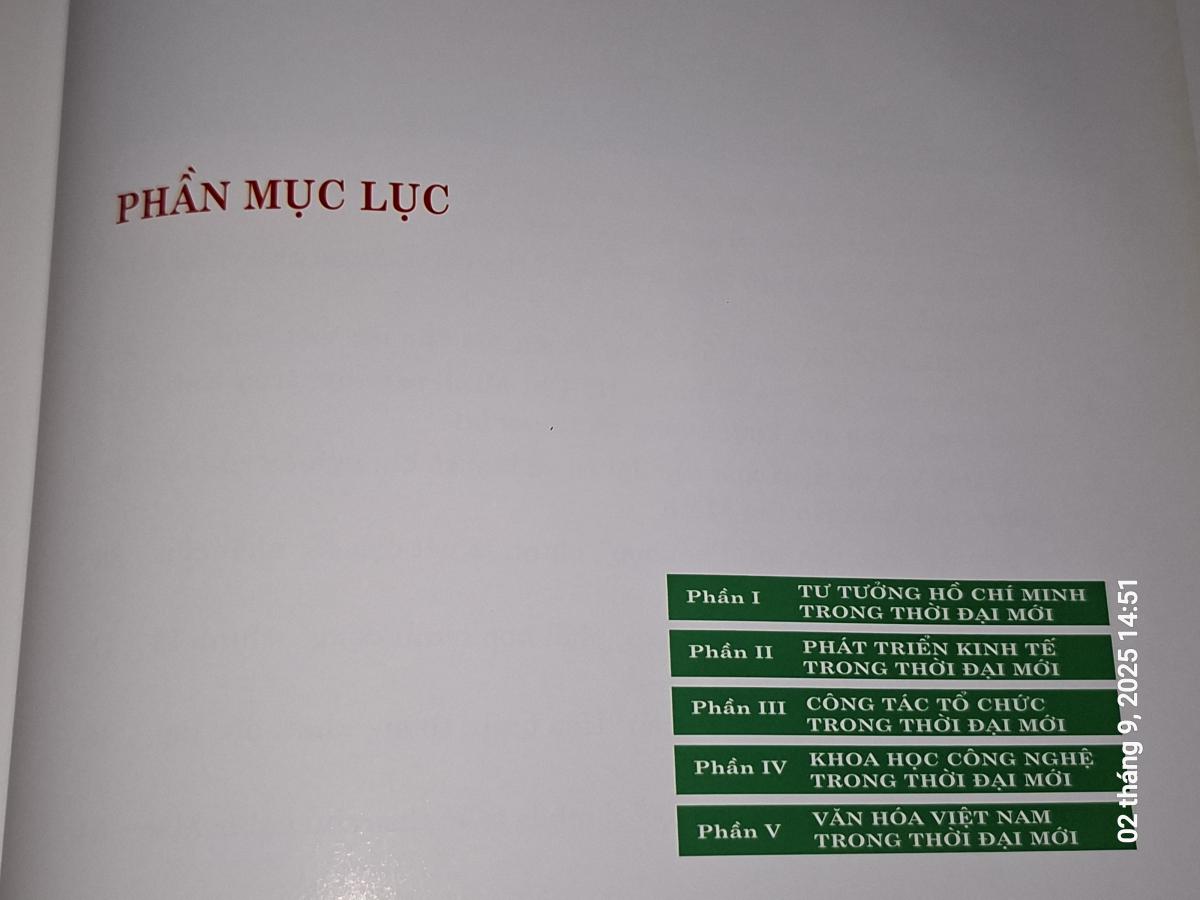 PHẦN MỤC LỤC
Phần I
TƯ TƯỞNG HỒ CHÍ MINH
TRONG THỜI ĐẠI MỚI
Phần II
PHÁT TRIỂN KINH TẾ
TRONG THỜI ĐẠI MỚI
Phần III
CÔNG TÁC TỔ CHỨC
TRONG THỜI ĐẠI MỚI
Phần IV
KHOA HỌC CÔNG NGHỆ
TRONG THỜI ĐẠI MỚI
Phần V
VĂN HÓA VIỆT NAM
TRONG THỜI ĐẠI MỚI
02 tháng 9, 2025 14:51